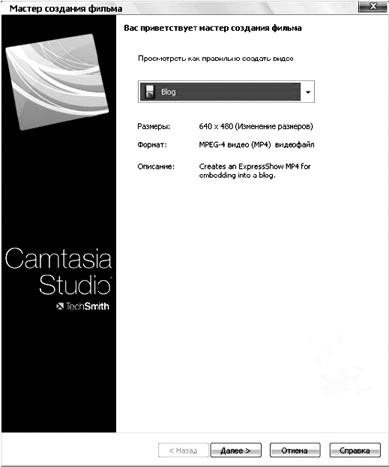 Мастер создания фильма
Вас приветствует мастер создания фильма
Просмотреть как правильно создать видео
Blog
Размеры: 640 x 480 (Изменение размеров)
Формат: MPEG-4 видео (MP4) видеофайл
Описание: Creates an ExpressShow MP4 for
embedding into a blog.
Camtasia
Studio
TechSmith
< Назад Далее > Отмена Справка